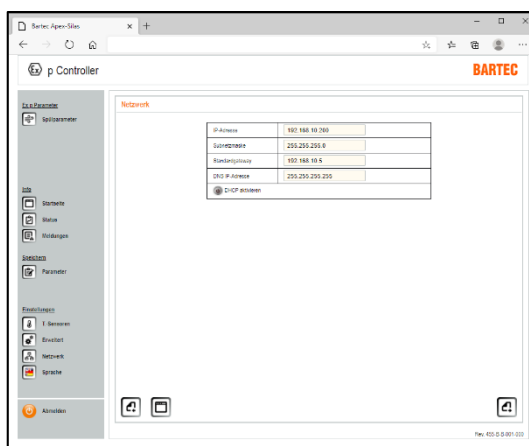 Bartec Apex-Silas
p Controller
BARTEC
Ex p Parameter
Spülparameter
Info
Startseite
Status
Meldungen
Speichern
Parameter
Einstellungen
T.-Sensoren
Erweitert
Netzwerk
Sprache
Abmelden
Netzwerk
IP-Adresse 192.168.10.200
Subnetzmaske 255.255.255.0
Standardgateway 192.168.10.5
DNS IP-Adresse 255.255.255.255
DHCP aktivieren